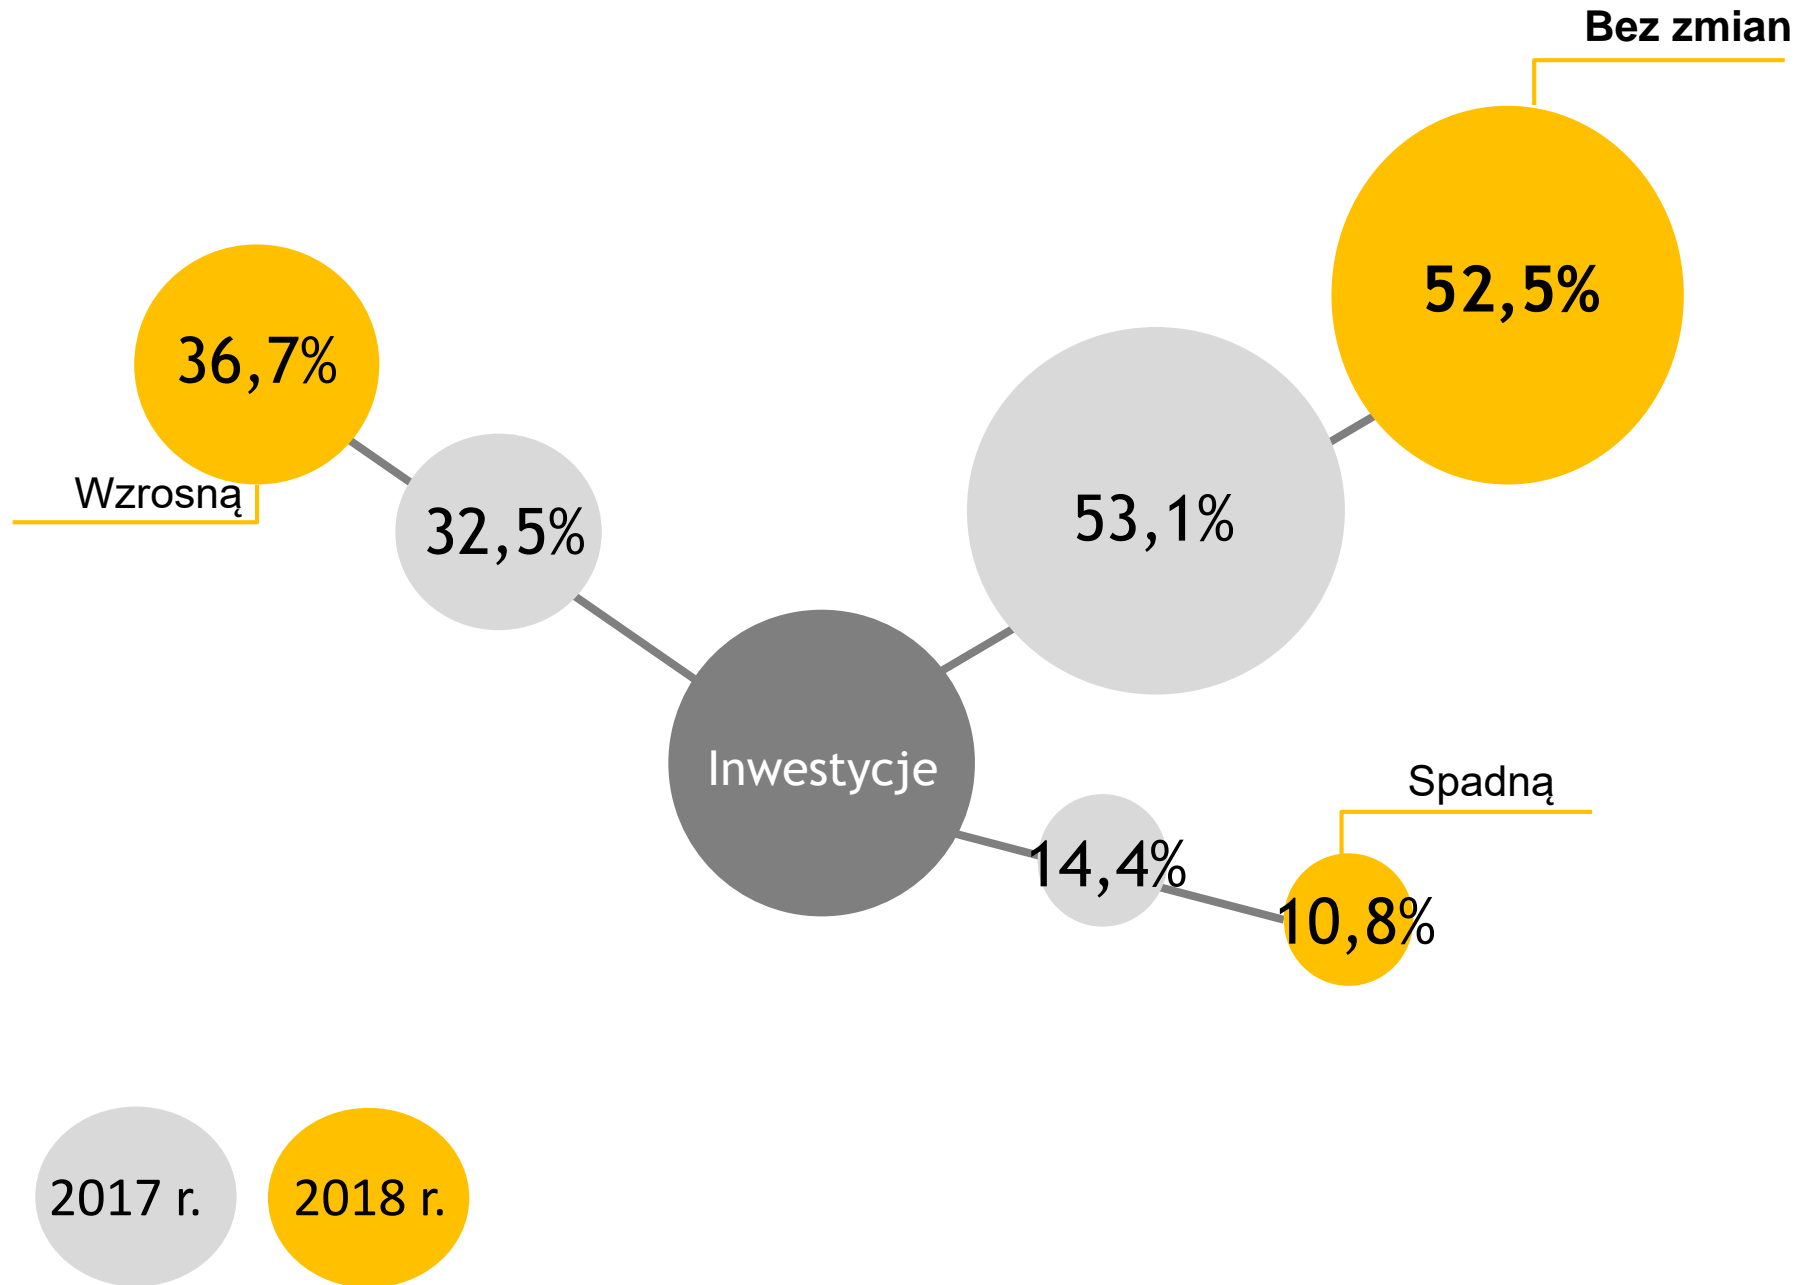 Bez zmian
52,5%
36,7%
Wzrosną
32,5%
53,1%
Inwestycje
Spadną
14,4%
10,8%
2017 r.
2018 r.